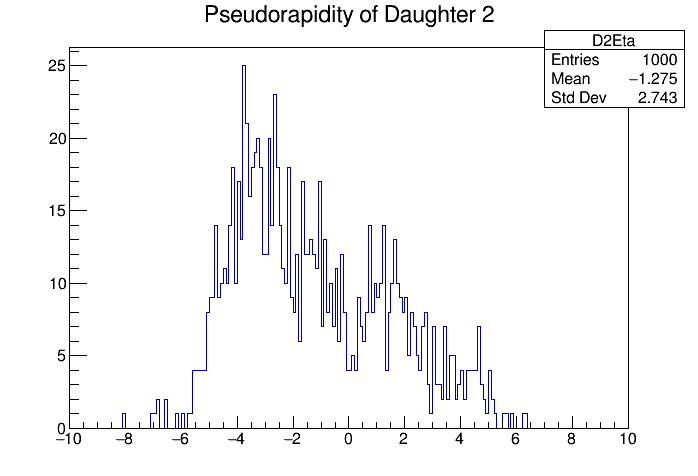 Pseudorapidity of Daughter 2
D2Eta
Entries 1000
Mean −1.275
Std Dev 2.743
25
20
15
10
5
0
−10 −8 −6 −4 −2 0 2 4 6 8 10